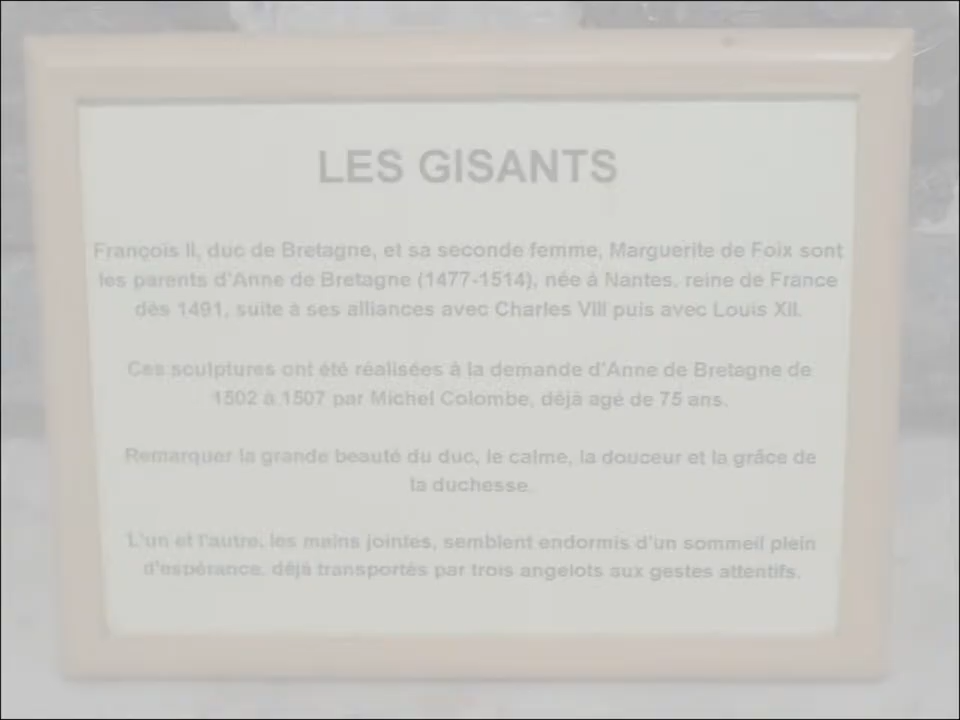 LES GISANTS
François II, duc de Bretagne, et sa seconde femme, Marguerite de Foix sont
les parents d'Anne de Bretagne (1477-1514), née à Nantes, reine de France
dès 1491, suite à ses alliances avec Charles VIII puis avec Louis XII.
Ces sculptures ont été réalisées à la demande d'Anne de Bretagne de
1502 à 1507 par Michel Colombe, déjà agé de 75 ans.
Remarquer la grande beauté du duc, le calme, la douceur et la grâce de
la duchesse.
L'un et l'autre, les mains jointes, semblent endormis d'un sommeil plein
d'espérance, déjà transportés par trois angelots aux gestes attentifs.